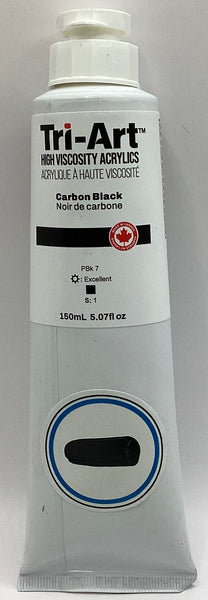 Tri-Art™
HIGH VISCOSITY ACRYLICS
ACRYLIQUE À HAUTE VISCOSITÉ
Carbon Black
Noir de carbone
PBk 7
: Excellent
S: 1
150mL 5.07fl oz